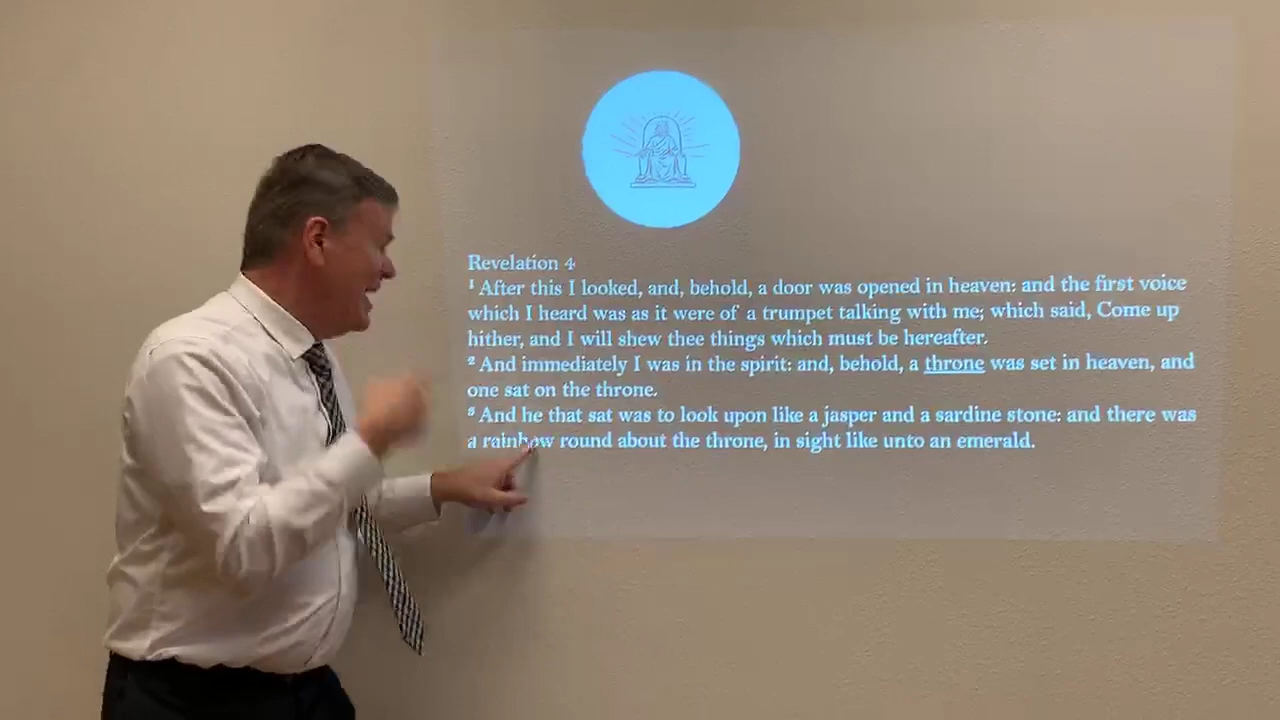 Revelation 4
¹ After this I looked, and, behold, a door was opened in heaven: and the first voice
which I heard was as it were of a trumpet talking with me; which said, Come up
hither, and I will shew thee things which must be hereafter.
² And immediately I was in the spirit: and, behold, a throne was set in heaven, and
one sat on the throne.
³ And he that sat was to look upon like a jasper and a sardine stone: and there was
a rainbow round about the throne, in sight like unto an emerald.